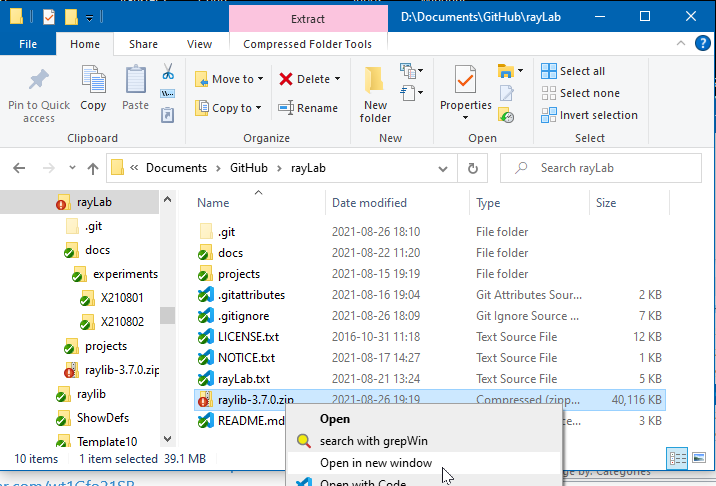 Extract
D:\Documents\GitHub\rayLab
File Home Share View Compressed Folder Tools
Pin to Quick access
Copy
Paste
Clipboard
Move to
Copy to
Delete
Rename
Organize
New folder
New
Properties
Open
Select all
Select none
Invert selection
Select
« Documents > GitHub > rayLab
Search rayLab
rayLab
.git
docs
experiments
X210801
X210802
projects
raylib-3.7.0.zip
raylib
ShowDefs
Template10
Name Date modified Type Size
.git 2021-08-26 18:10 File folder
docs 2021-08-22 11:20 File folder
projects 2021-08-15 19:19 File folder
.gitattributes 2021-08-16 19:04 Git Attributes Sour... 2 KB
.gitignore 2021-08-26 18:09 Git Ignore Source ... 7 KB
LICENSE.txt 2016-10-31 11:18 Text Source File 12 KB
NOTICE.txt 2021-08-17 14:27 Text Source File 1 KB
rayLab.txt 2021-08-21 13:24 Text Source File 5 KB
raylib-3.7.0.zip 2021-08-26 19:19 Compressed (zipp... 40,116 KB
README.md 3 KB
Open
search with grepWin
Open in new window
Open with Code
10 items 1 item selected 39.1 MB
Categories